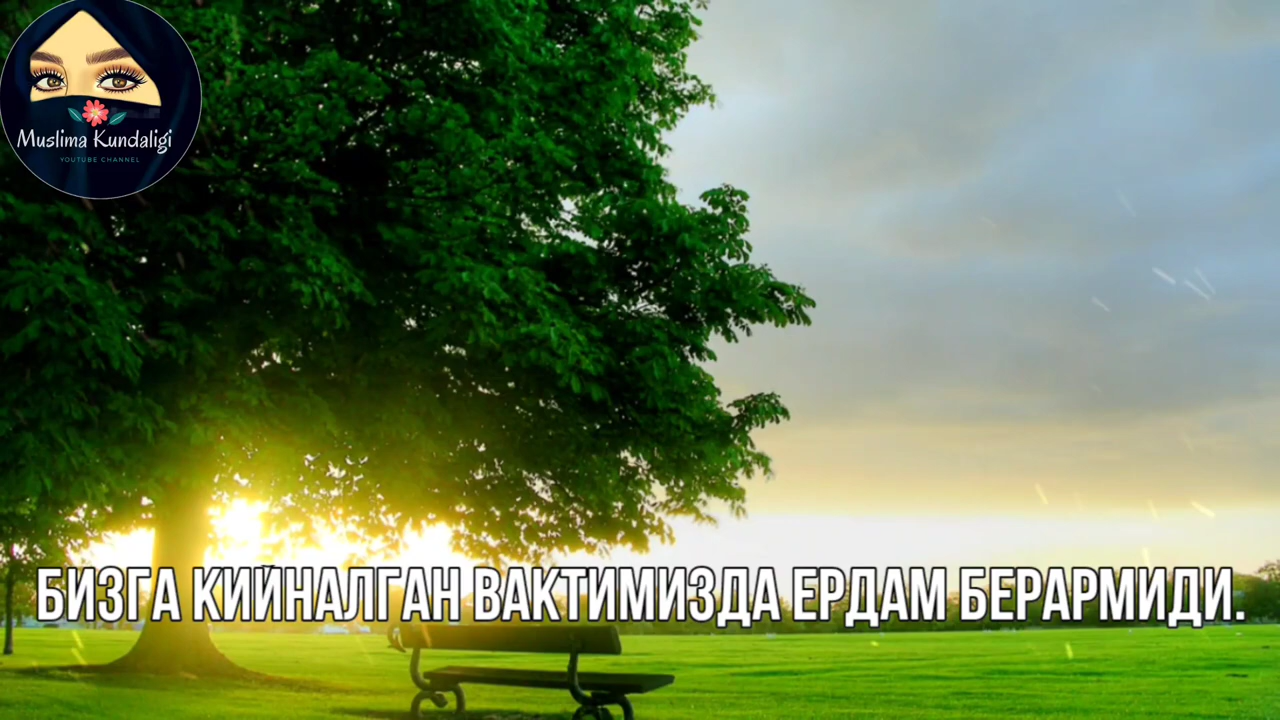 Muslima Kundaligi
YOUTUBE CHANNEL
БИЗГА КИЙНАЛГАН ВАКТИМИЗДА ЕРДАМ БЕРАРМИДИ.